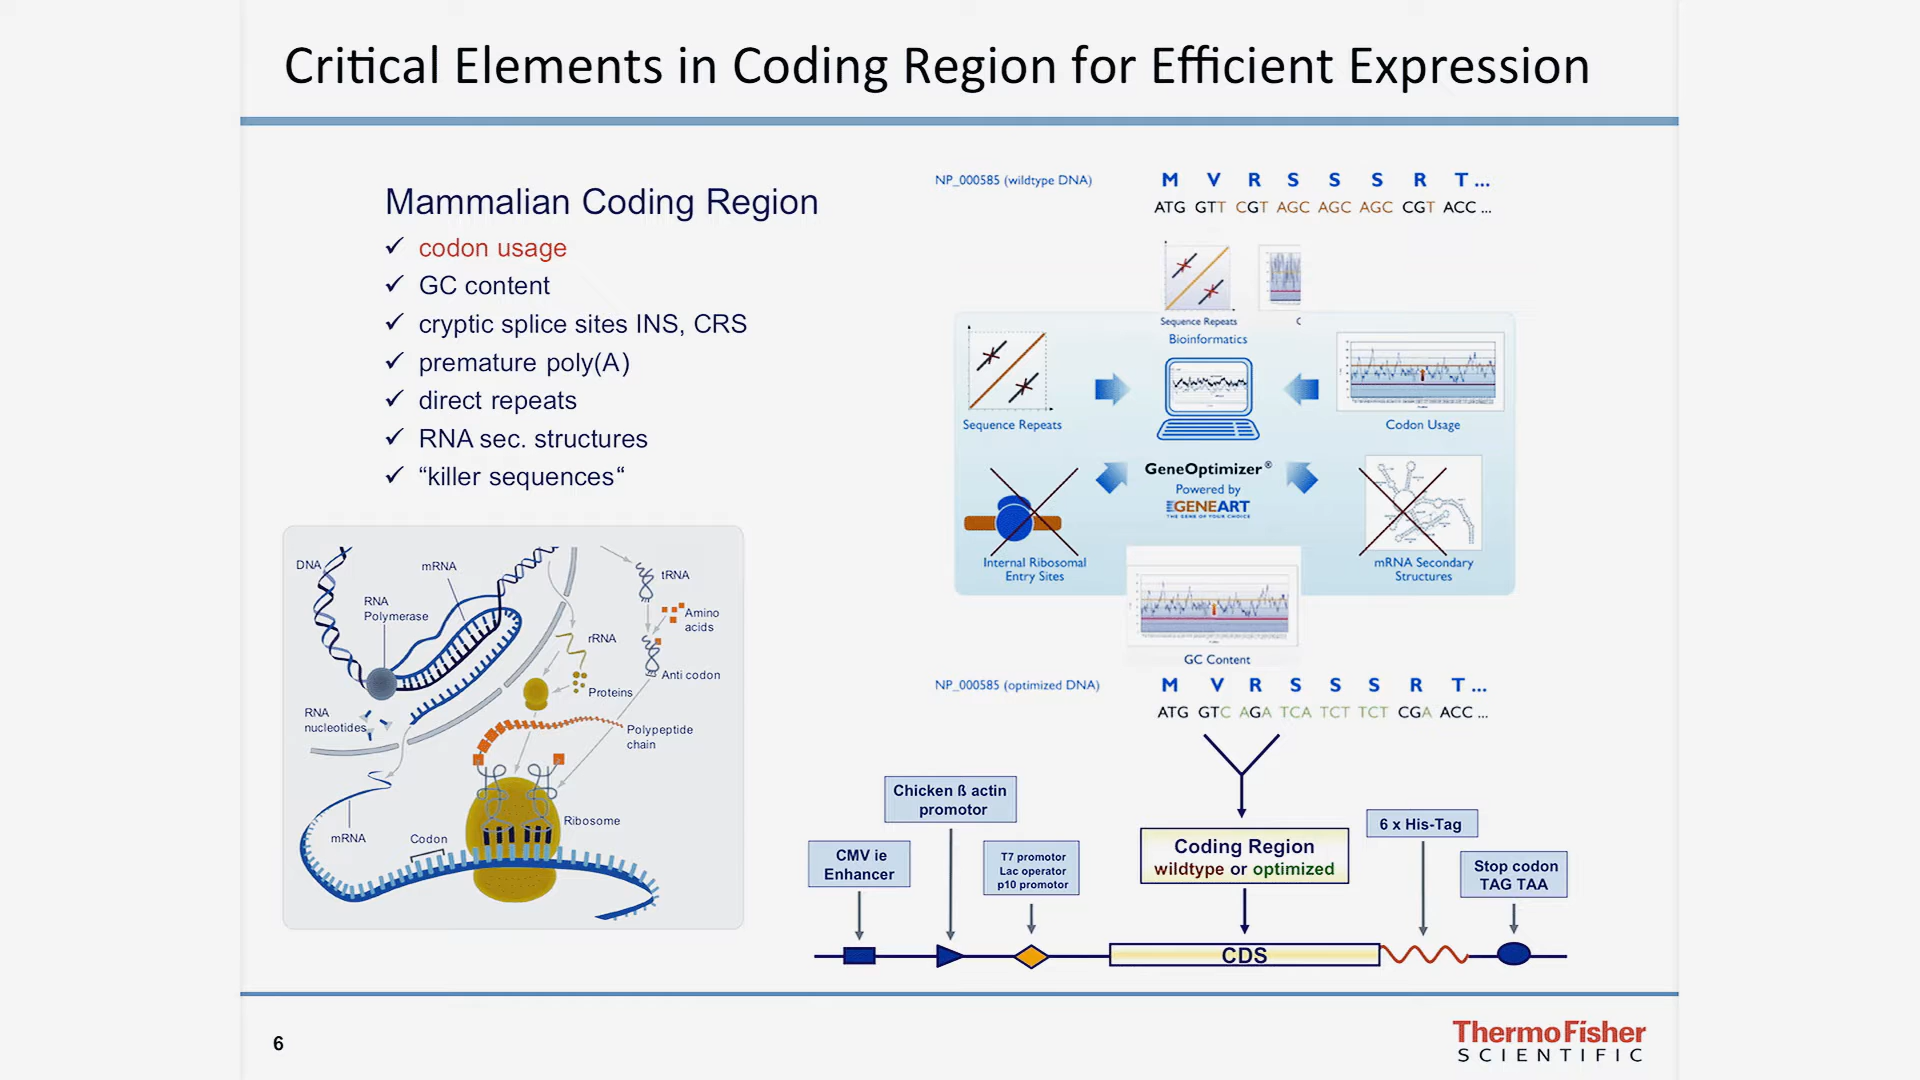 Critical Elements in Coding Region for Efficient Expression
Mammalian Coding Region
codon usage
GC content
cryptic splice sites INS, CRS
premature poly(A)
direct repeats
RNA sec. structures
“killer sequences“
DNA
mRNA
tRNA
RNA
Polymerase
Amino
acids
rRNA
Anti codon
Proteins
RNA
nucleotides
Polypeptide
chain
mRNA
Codon
Ribosome
NP_000585 (wildtype DNA)
M V R S S S R T...
ATG GTT CGT AGC AGC AGC CGT ACC ...
Sequence Repeats
Bioinformatics
Sequence Repeats
Codon Usage
GeneOptimizer®
Powered by
GENEART
THE GENE OF YOUR CHOICE
Internal Ribosomal
Entry Sites
mRNA Secondary
Structures
GC Content
NP_000585 (optimized DNA)
M V R S S S R T...
ATG GTC AGA TCA TCT TCT CGA ACC ...
Chicken ß actin
promotor
CMV ie
Enhancer
T7 promotor
Lac operator
p10 promotor
Coding Region
wildtype or optimized
6 x His-Tag
Stop codon
TAG TAA
CDS
6
ThermoFisher
SCIENTIFIC